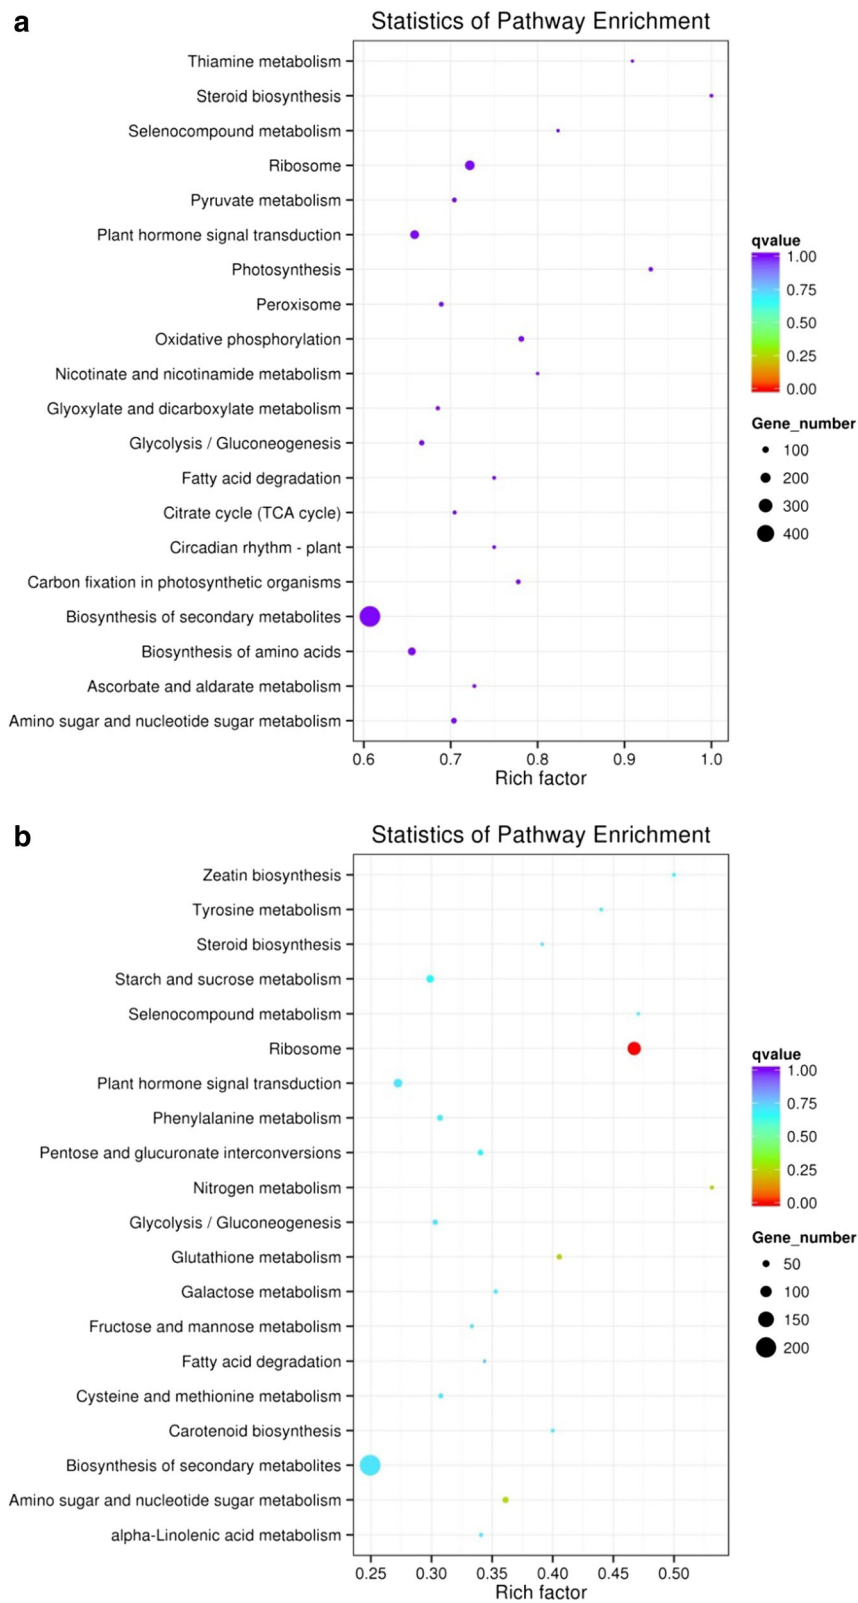 a
Statistics of Pathway Enrichment
Thiamine metabolism
Steroid biosynthesis
Selenocompound metabolism
Ribosome
Pyruvate metabolism
Plant hormone signal transduction
Photosynthesis
Peroxisome
Oxidative phosphorylation
Nicotinate and nicotinamide metabolism
Glyoxylate and dicarboxylate metabolism
Glycolysis / Gluconeogenesis
Fatty acid degradation
Citrate cycle (TCA cycle)
Circadian rhythm - plant
Carbon fixation in photosynthetic organisms
Biosynthesis of secondary metabolites
Biosynthesis of amino acids
Ascorbate and aldarate metabolism
Amino sugar and nucleotide sugar metabolism
0.6 0.7 0.8 0.9 1.0
Rich factor
qvalue
1.00
0.75
0.50
0.25
0.00
Gene_number
100
200
300
400
b
Statistics of Pathway Enrichment
Zeatin biosynthesis
Tyrosine metabolism
Steroid biosynthesis
Starch and sucrose metabolism
Selenocompound metabolism
Ribosome
Plant hormone signal transduction
Phenylalanine metabolism
Pentose and glucuronate interconversions
Nitrogen metabolism
Glycolysis / Gluconeogenesis
Glutathione metabolism
Galactose metabolism
Fructose and mannose metabolism
Fatty acid degradation
Cysteine and methionine metabolism
Carotenoid biosynthesis
Biosynthesis of secondary metabolites
Amino sugar and nucleotide sugar metabolism
alpha-Linolenic acid metabolism
0.25 0.30 0.35 0.40 0.45 0.50
Rich factor
qvalue
1.00
0.75
0.50
0.25
0.00
Gene_number
50
100
150
200